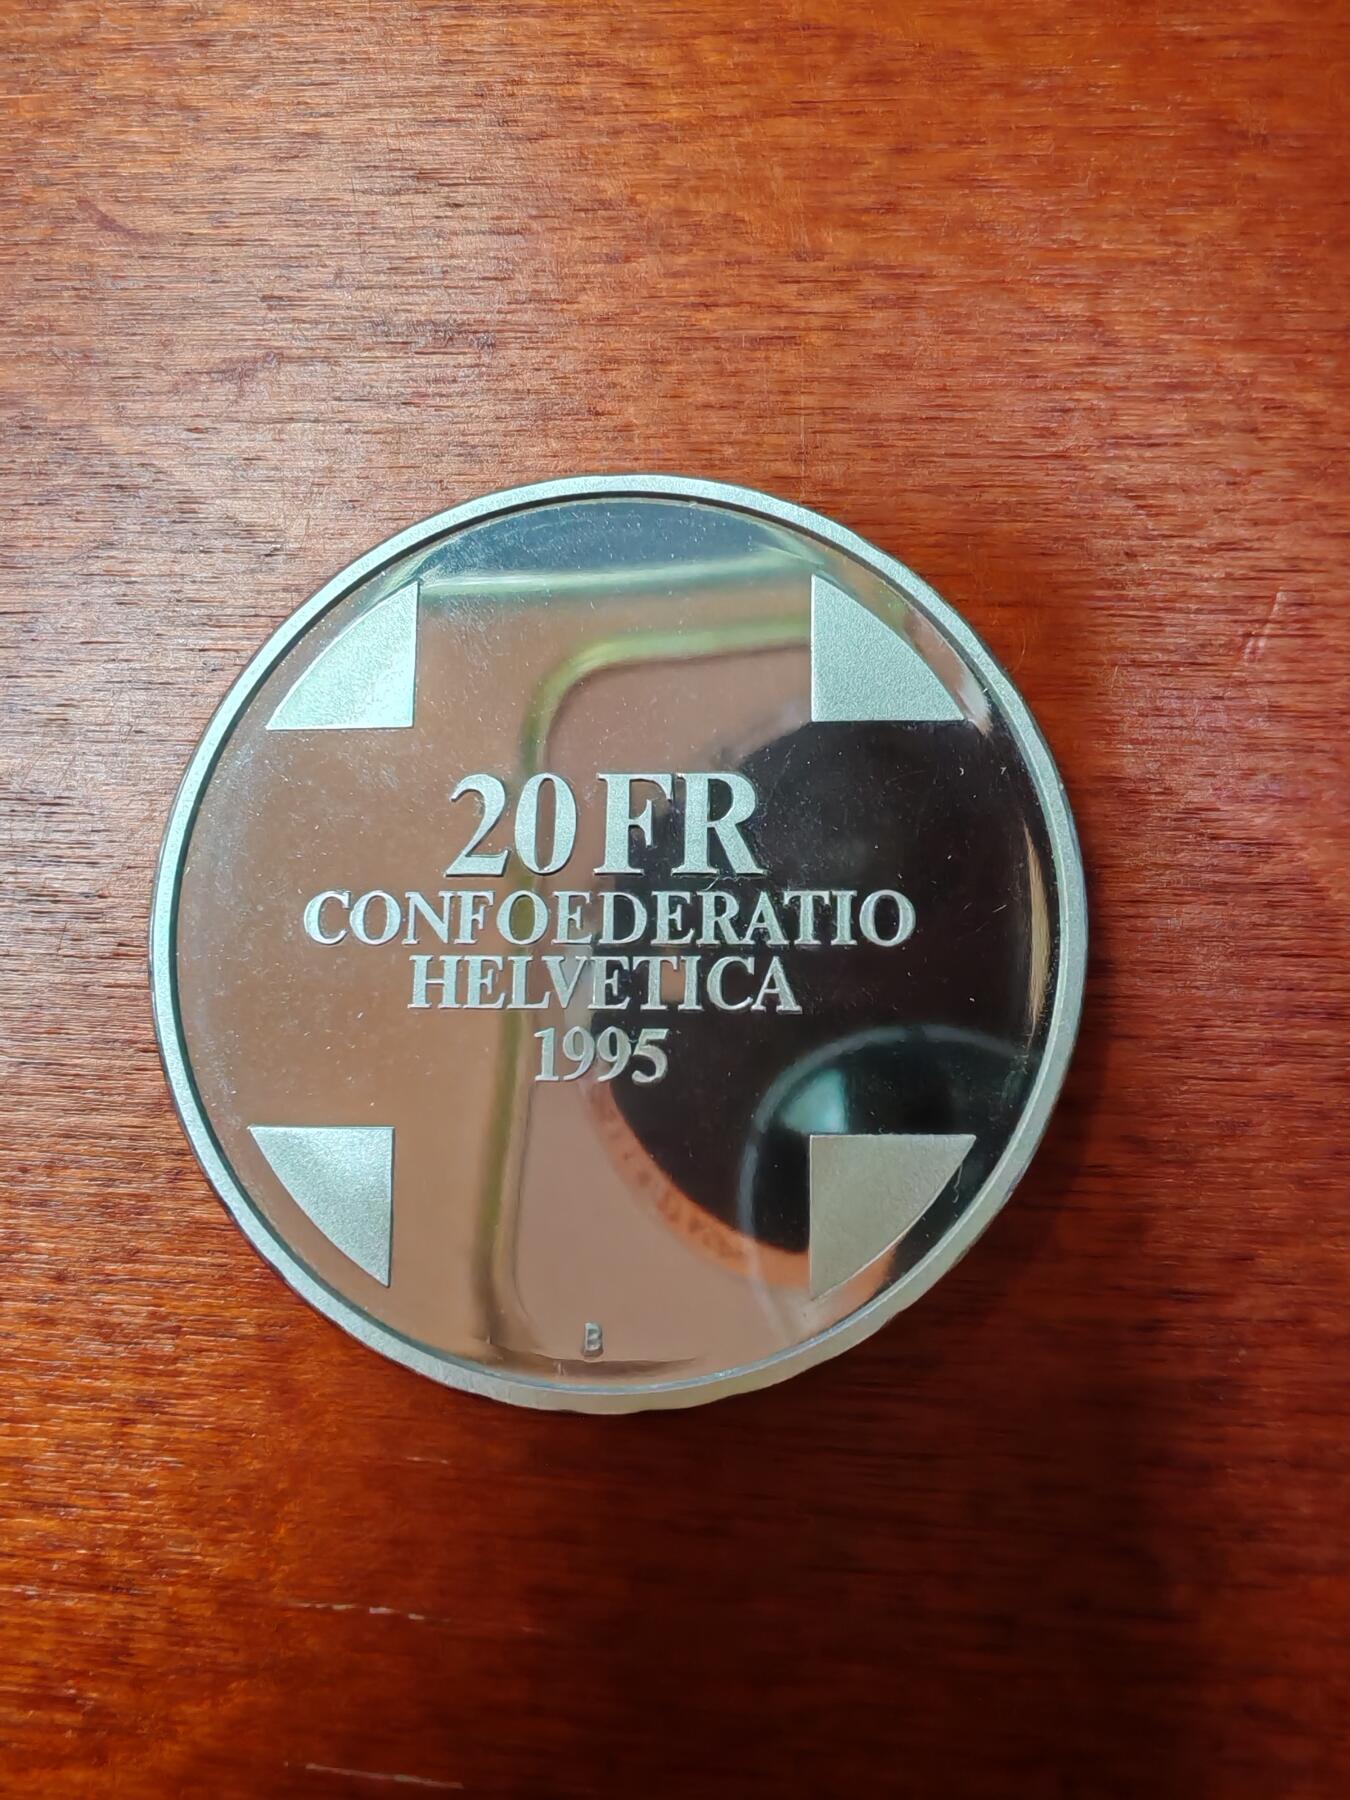 20 FR
CONFOEDERATIO
HELVETICA
1995
B